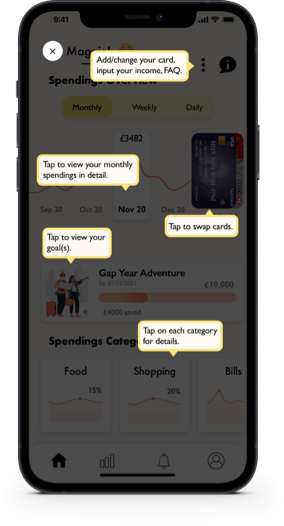 9:41
Add/change your card,
input your income, FAQ.
Spendings Overview
Monthly
Weekly
Daily
£3482
Tap to view your monthly
spendings in detail.
Sep 20
Oct 20
Nov 20
Dec 20
VISA
Tap to swap cards.
Tap to view your
goal(s).
Gap Year Adventure
by 31/12/2021
£10,000
£4000 saved
Tap on each category
for details.
Spendings
Food
15%
Shopping
20%
Bills